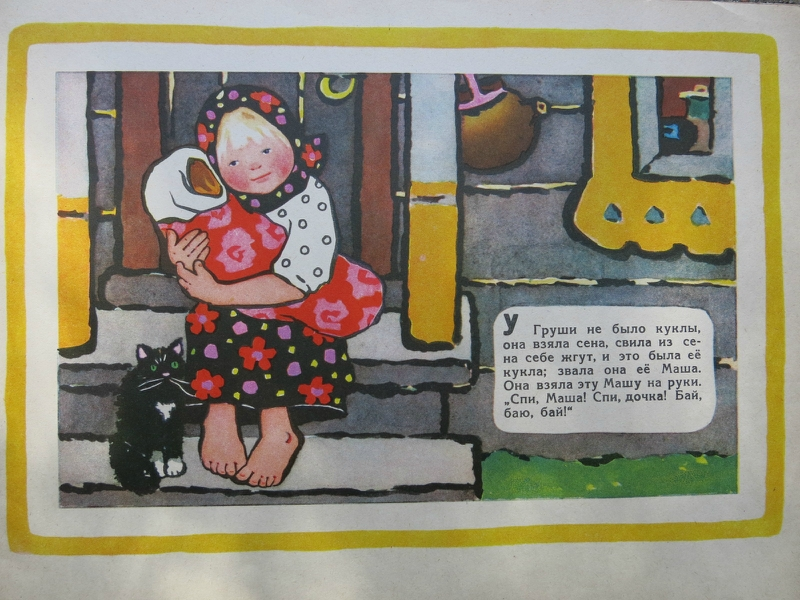 У Груши не было куклы,
она взяла сена, свила из се-
на себе жгут, и это была её
кукла; звала она её Маша.
Она взяла эту Машу на руки.
„Спи, Маша! Спи, дочка! Бай,
баю, бай!“